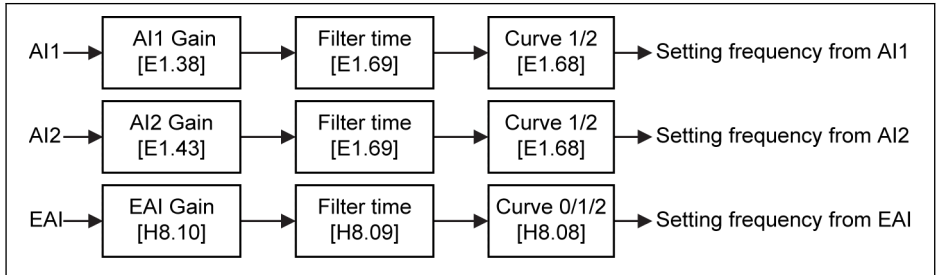 AI1
AI1 Gain
[E1.38]
Filter time
[E1.69]
Curve 1/2
[E1.68]
Setting frequency from AI1
AI2
AI2 Gain
[E1.43]
Filter time
[E1.69]
Curve 1/2
[E1.68]
Setting frequency from AI2
EAI
EAI Gain
[H8.10]
Filter time
[H8.09]
Curve 0/1/2
[H8.08]
Setting frequency from EAI